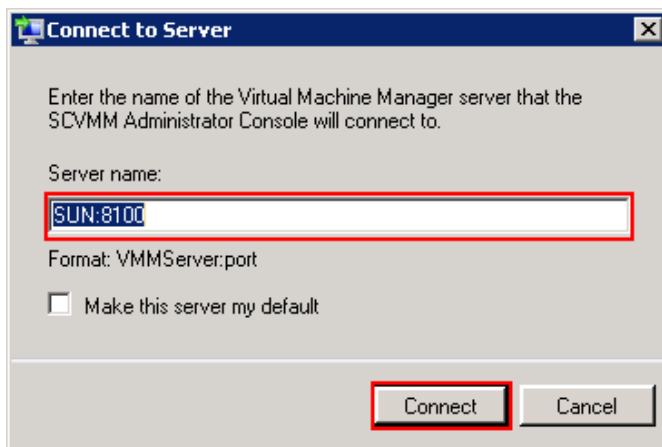 Connect to Server
Enter the name of the Virtual Machine Manager server that the
SCVMM Administrator Console will connect to.
Server name:
SUN:8100
Format: VMMServer:port
Make this server my default
Connect Cancel